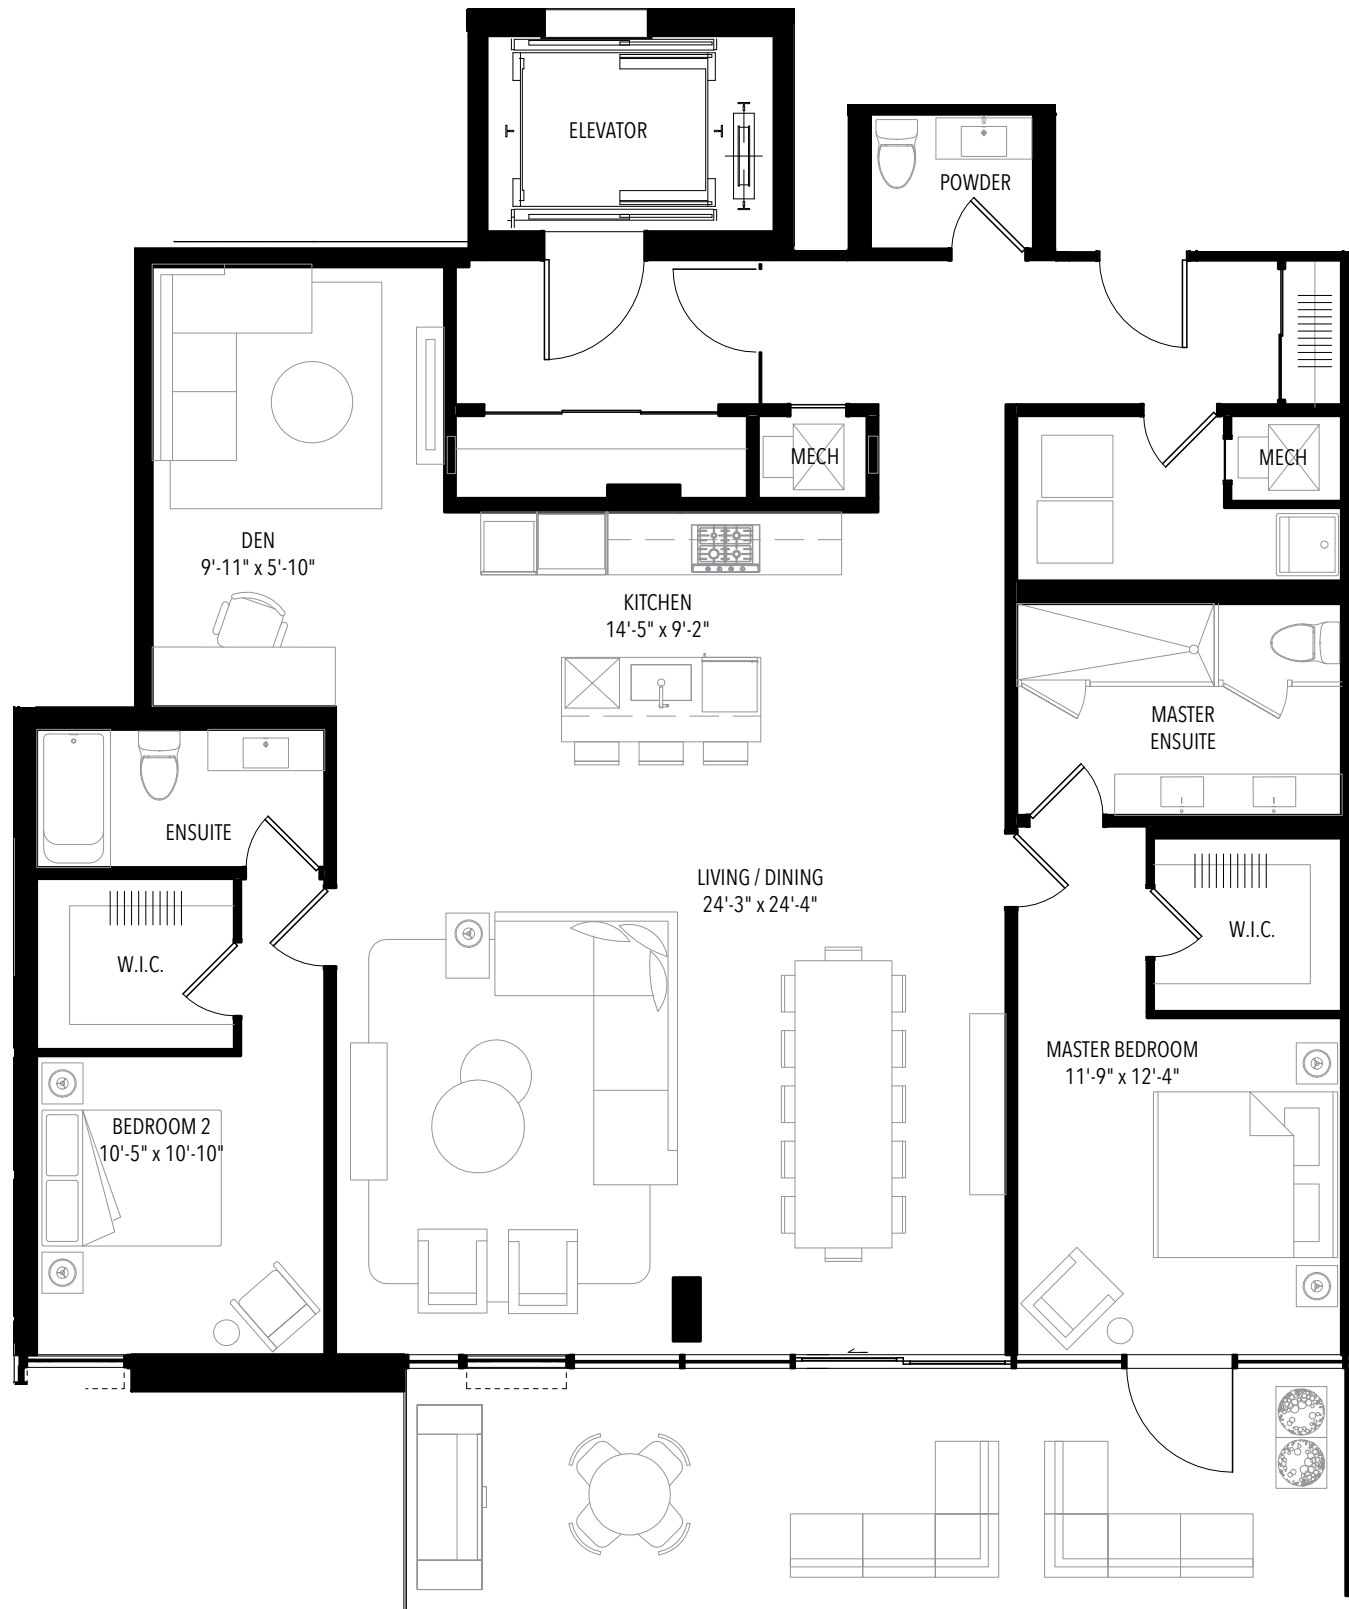 ELEVATOR
POWDER
MECH
MECH
DEN
9'-11" x 5'-10"
KITCHEN
14'-5" x 9'-2"
MASTER
ENSUITE
ENSUITE
LIVING / DINING
24'-3" x 24'-4"
W.I.C.
W.I.C.
MASTER BEDROOM
11'-9" x 12'-4"
BEDROOM 2
10'-5" x 10'-10"